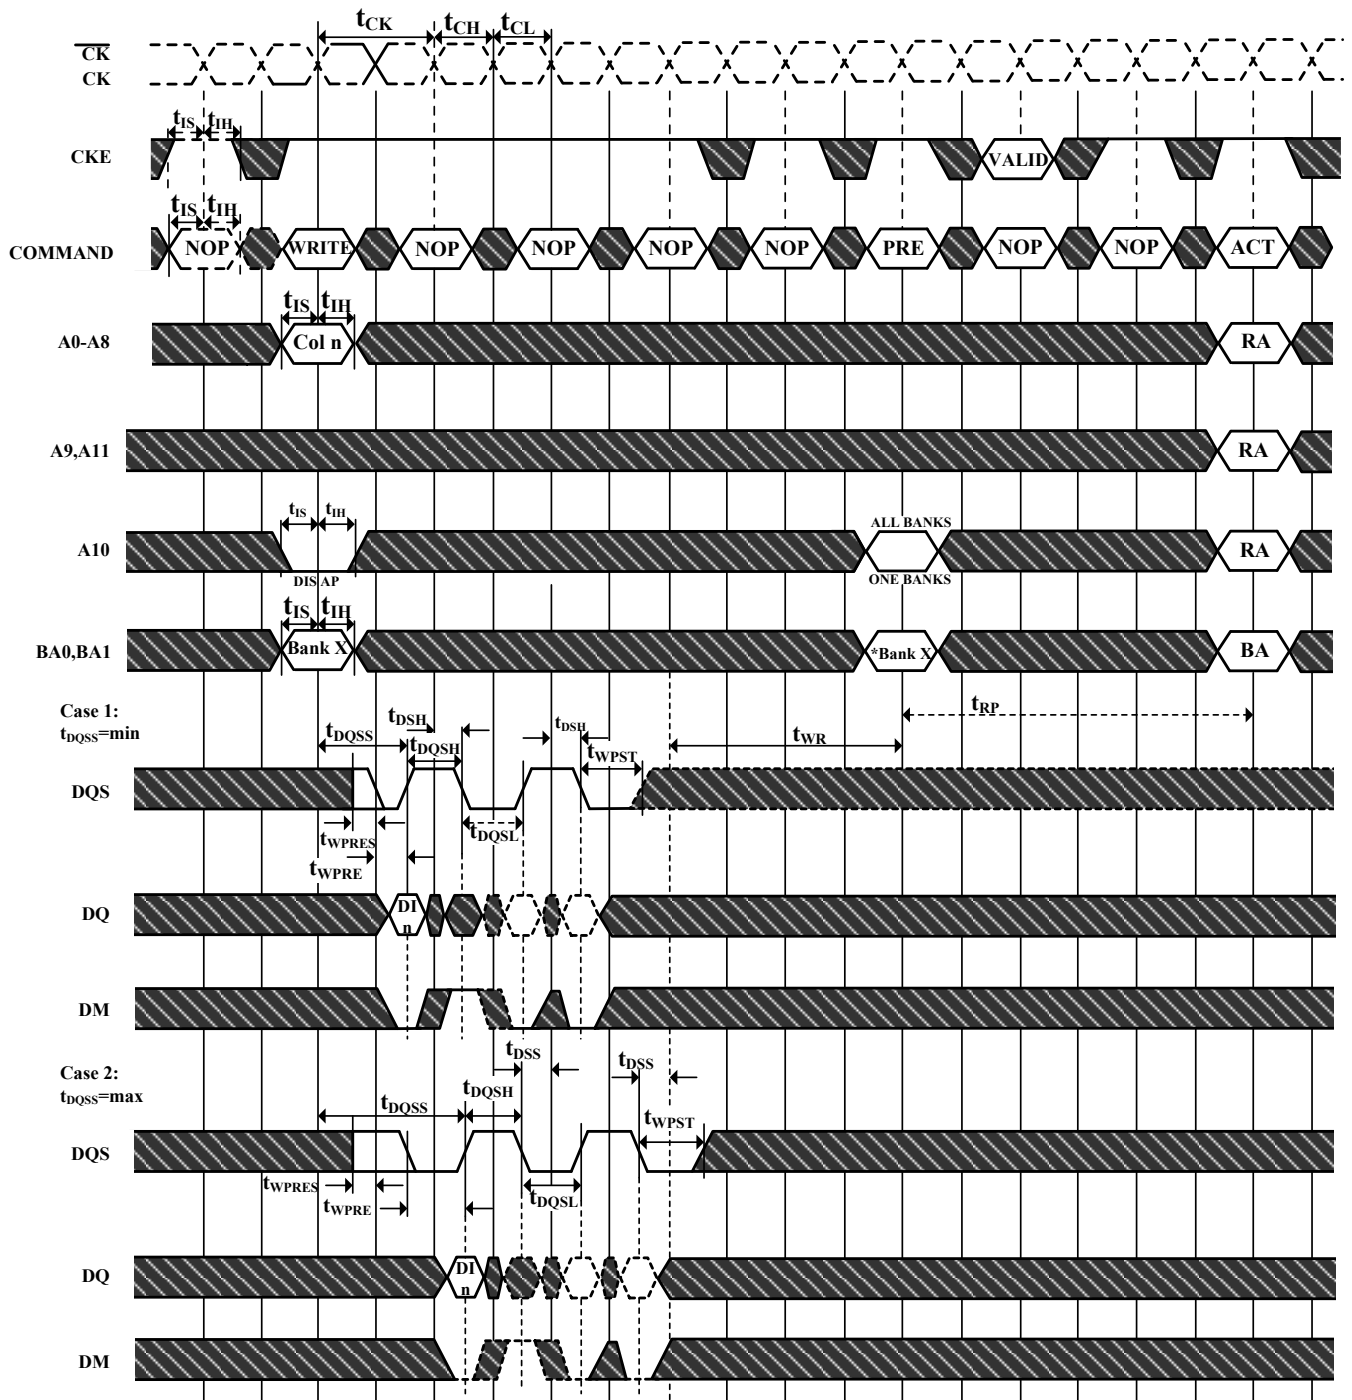 tCK tCH tCL
CK
CK
tIS tIH
CKE VALID
tIS tIH
COMMAND NOP WRITE NOP NOP NOP NOP PRE NOP NOP ACT
tIS tIH
A0-A8 Col n RA
A9,A11 RA
tIS tIH ALL BANKS
A10 RA
DIS AP ONE BANKS
tIS tIH
BA0,BA1 Bank X *Bank X BA
Case 1:
tDQSS=min
tDSH tDSH tRP
tDQSS tDQSH tWPST tWR
DQS
tWPRES tDQSL
tWPRE
DQ DI
n
DM
tDSS tDSS
Case 2:
tDQSS=max
tDQSS tDQSH tWPST
DQS
tWPRES tDQSL
tWPRE
DQ DI
n
DM